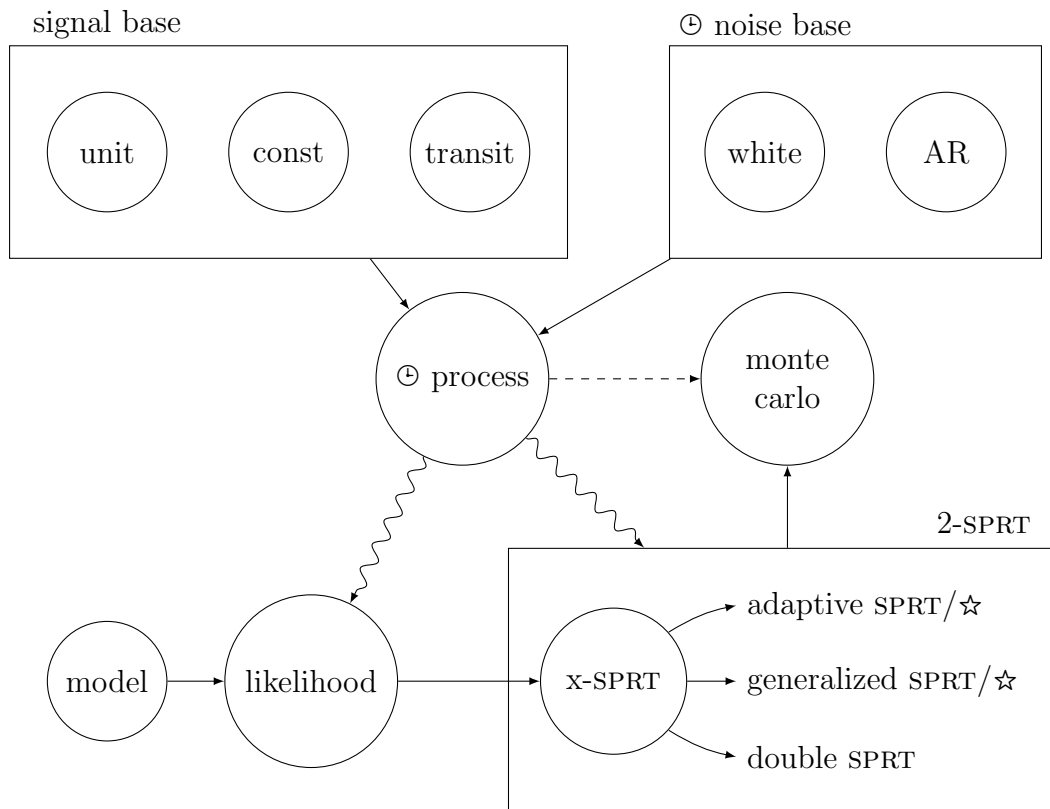 signal base
🕒 noise base
unit
const
transit
white
AR
🕒 process
monte
carlo
2-SPRT
adaptive SPRT/☆
model
likelihood
x-SPRT
generalized SPRT/☆
double SPRT